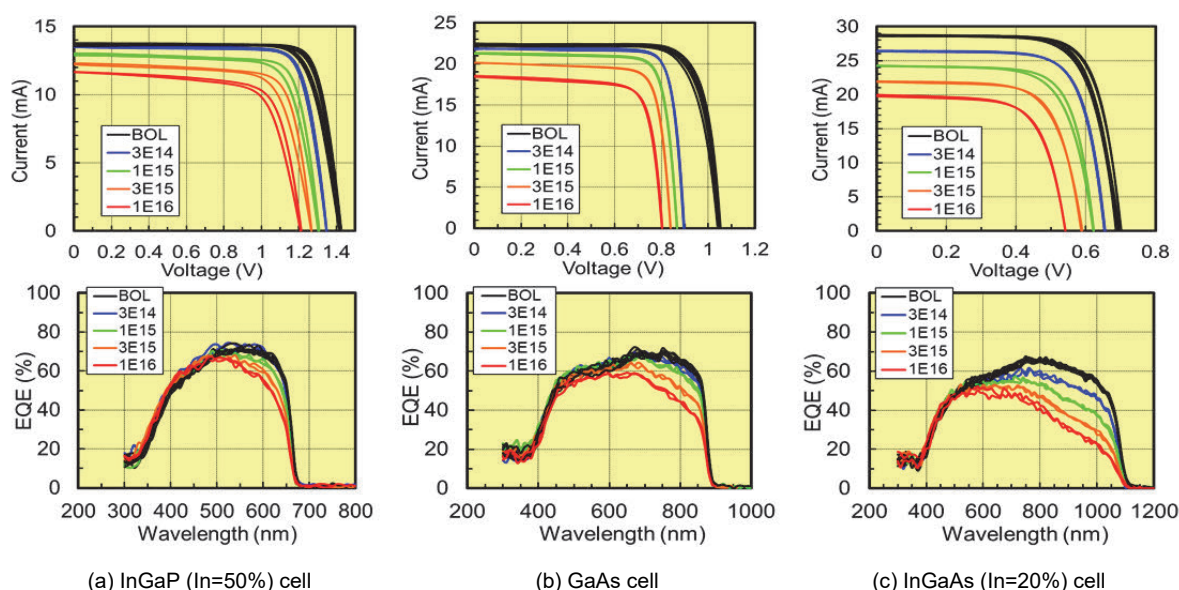 15
10
5
0
Current (mA)
BOL
3E14
1E15
3E15
1E16
0 0.2 0.4 0.6 0.8 1 1.2 1.4
Voltage (V)
25
20
15
10
5
0
Current (mA)
BOL
3E14
1E15
3E15
1E16
0 0.2 0.4 0.6 0.8 1 1.2
Voltage (V)
30
25
20
15
10
5
0
Current (mA)
BOL
3E14
1E15
3E15
1E16
0 0.2 0.4 0.6 0.8
Voltage (V)
100
80
60
40
20
0
EQE (%)
BOL
3E14
1E15
3E15
1E16
200 300 400 500 600 700 800
Wavelength (nm)
100
80
60
40
20
0
EQE (%)
BOL
3E14
1E15
3E15
1E16
200 400 600 800 1000
Wavelength (nm)
100
80
60
40
20
0
EQE (%)
BOL
3E14
1E15
3E15
1E16
200 400 600 800 1000 1200
Wavelength (nm)
(a) InGaP (In=50%) cell
(b) GaAs cell
(c) InGaAs (In=20%) cell